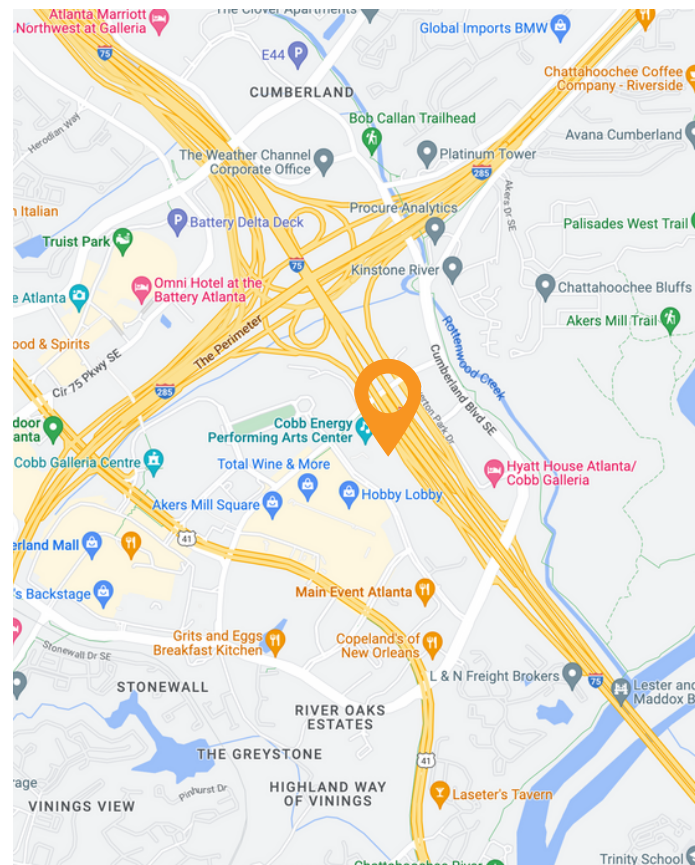 Atlanta Marriott
Northwest at Galleria
The Clover Apartments
Global Imports BMW
75
E44
CUMBERLAND
Chattahoochee Coffee
Company - Riverside
Herodian Way
Bob Callan Trailhead
Avana Cumberland
The Weather Channel
Corporate Office
Platinum Tower
285
Akers Dr SE
Italian
Battery Delta Deck
Procure Analytics
Palisades West Trail
Truist Park
75
Kinstone River
Omni Hotel at the
Battery Atlanta
Chattahoochee Bluffs
e Atlanta
The Perimeter
Rottenwood Creek
Akers Mill Trail
ood & Spirits
Cir 75 Pkwy SE
285
Cumberland Blvd SE
door
anta
Cobb Energy
Performing Arts Center
erton Park Dr
Cobb Galleria Centre
Total Wine & More
Hyatt House Atlanta/
Cobb Galleria
Akers Mill Square
Hobby Lobby
erland Mall
41
's Backstage
Main Event Atlanta
Grits and Eggs
Breakfast Kitchen
Copeland's of
New Orleans
Stonewall Dr SE
L & N Freight Brokers
75
STONEWALL
Lester and
Maddox B
RIVER OAKS
ESTATES
THE GREYSTONE
41
Pinhurst Dr
HIGHLAND WAY
OF VININGS
Laseter's Tavern
rage
VININGS VIEW
Chattahoochee River
Trinity School